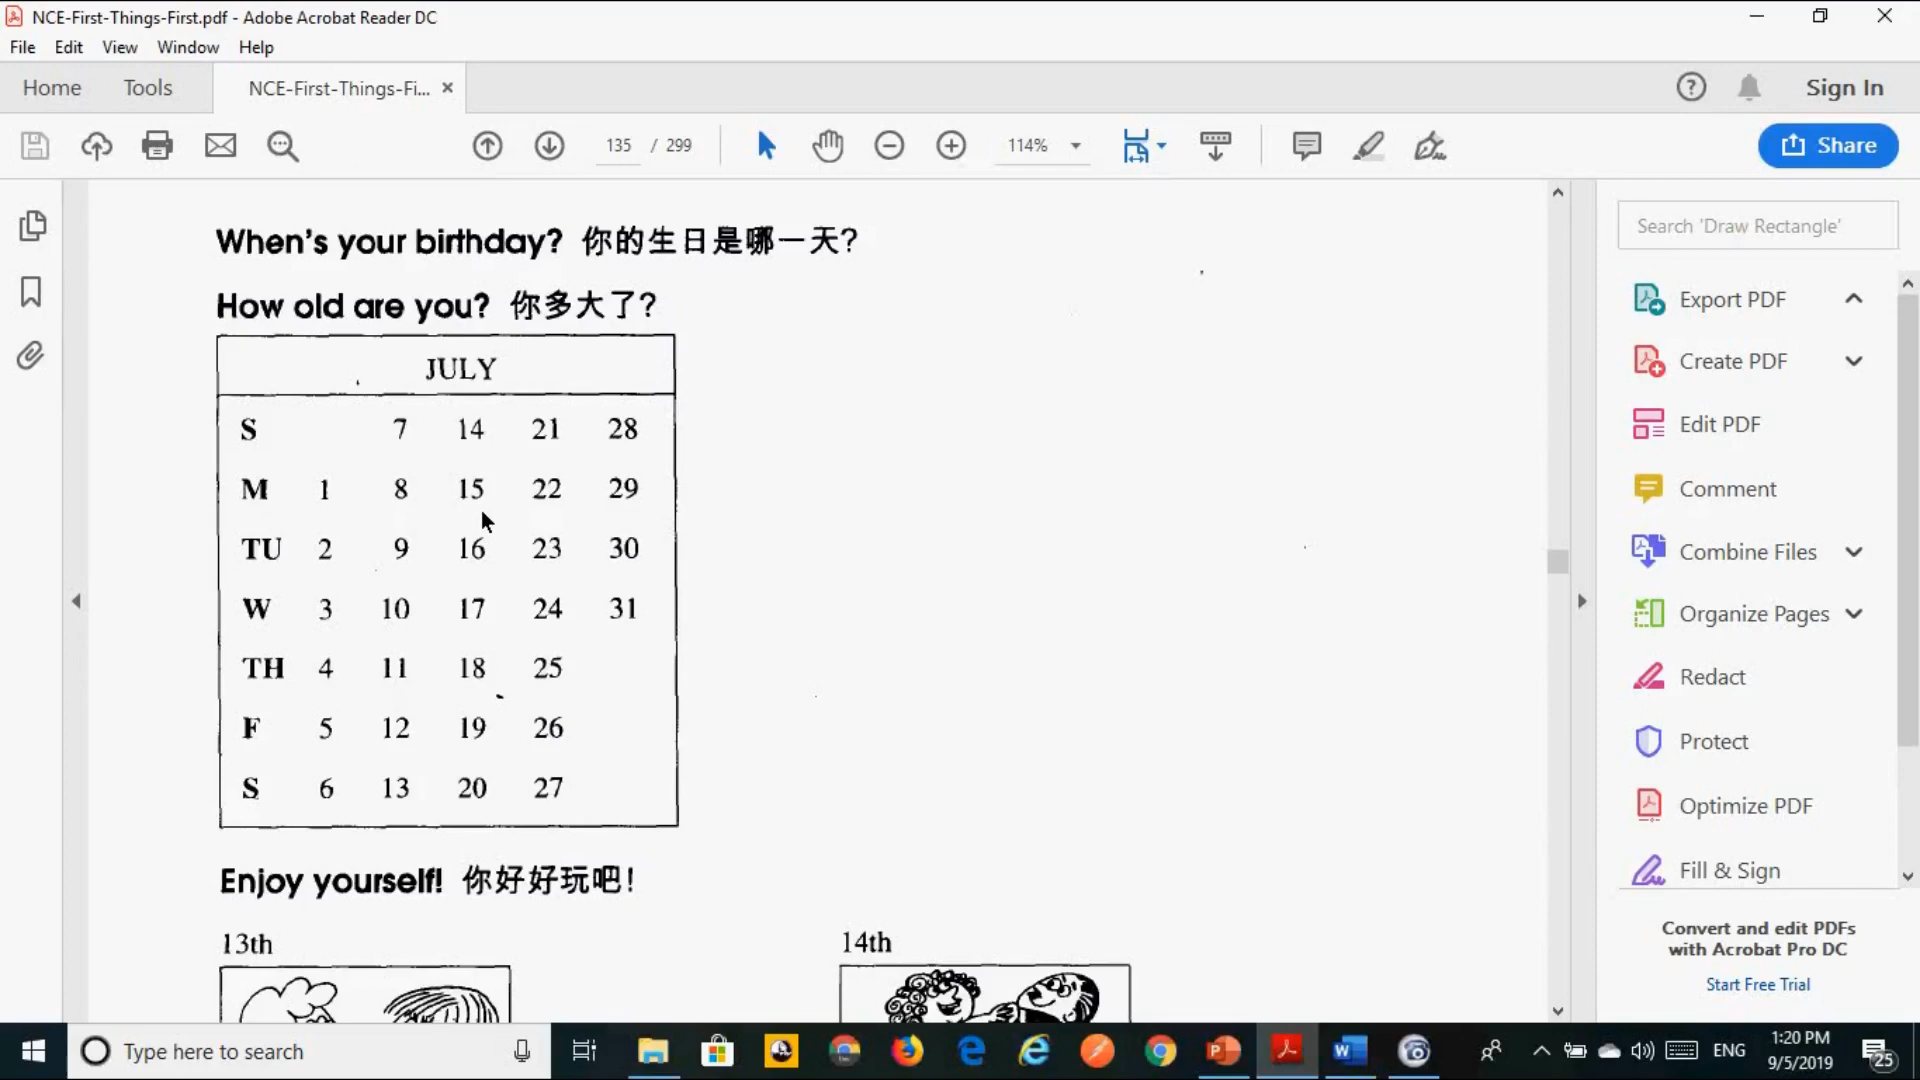 NCE-First-Things-First.pdf - Adobe Acrobat Reader DC
File Edit View Window Help
Home Tools NCE-First-Things-Fi... Sign In
135 / 299 114% Share
When's your birthday? 你的生日是哪一天?
How old are you? 你多大了?
JULY
S 7 14 21 28
M 1 8 15 22 29
TU 2 9 16 23 30
W 3 10 17 24 31
TH 4 11 18 25
F 5 12 19 26
S 6 13 20 27
Enjoy yourself! 你好好玩吧!
13th 14th
Search 'Draw Rectangle'
Export PDF
Create PDF
Edit PDF
Comment
Combine Files
Organize Pages
Redact
Protect
Optimize PDF
Fill & Sign
Convert and edit PDFs
with Acrobat Pro DC
Start Free Trial
Type here to search
ENG
1:20 PM
9/5/2019
25